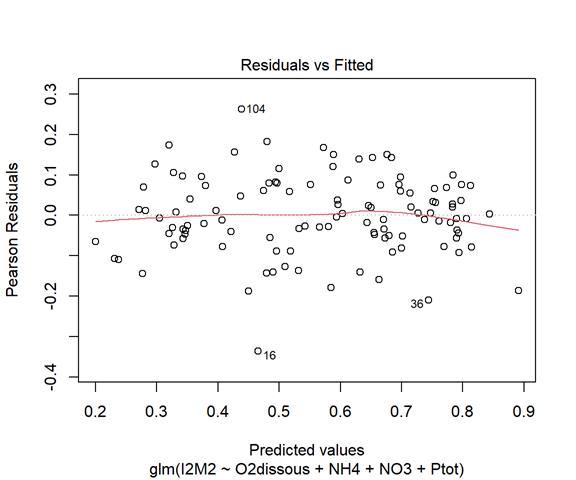 Residuals vs Fitted
0.3
0.2
0.1
0.0
-0.2
-0.4
Pearson Residuals
104
36
16
0.2 0.3 0.4 0.5 0.6 0.7 0.8 0.9
Predicted values
glm(I2M2 ~ O2dissous + NH4 + NO3 + Ptot)